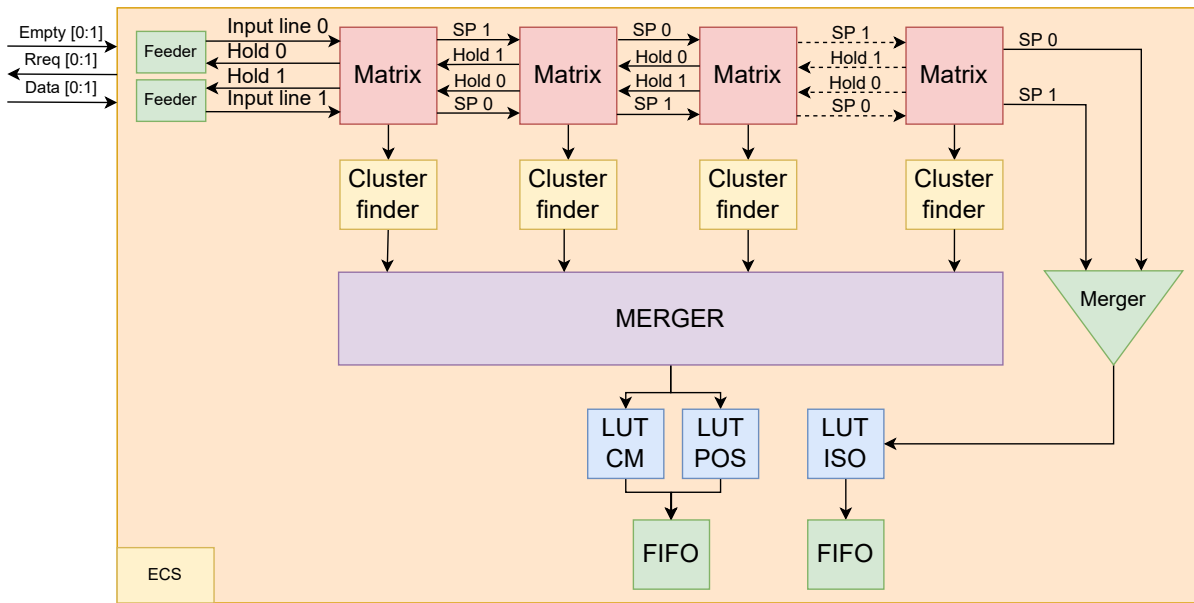 Empty [0:1]
Rreq [0:1]
Data [0:1]
Feeder
Feeder
Input line 0
Hold 0
Hold 1
Input line 1
Matrix
SP 1
Hold 1
Hold 0
SP 0
Matrix
SP 0
Hold 0
Hold 1
SP 1
Matrix
SP 1
Hold 1
Hold 0
SP 0
Matrix
SP 0
SP 1
Cluster
finder
Cluster
finder
Cluster
finder
Cluster
finder
MERGER
Merger
LUT
CM
LUT
POS
LUT
ISO
FIFO
FIFO
ECS